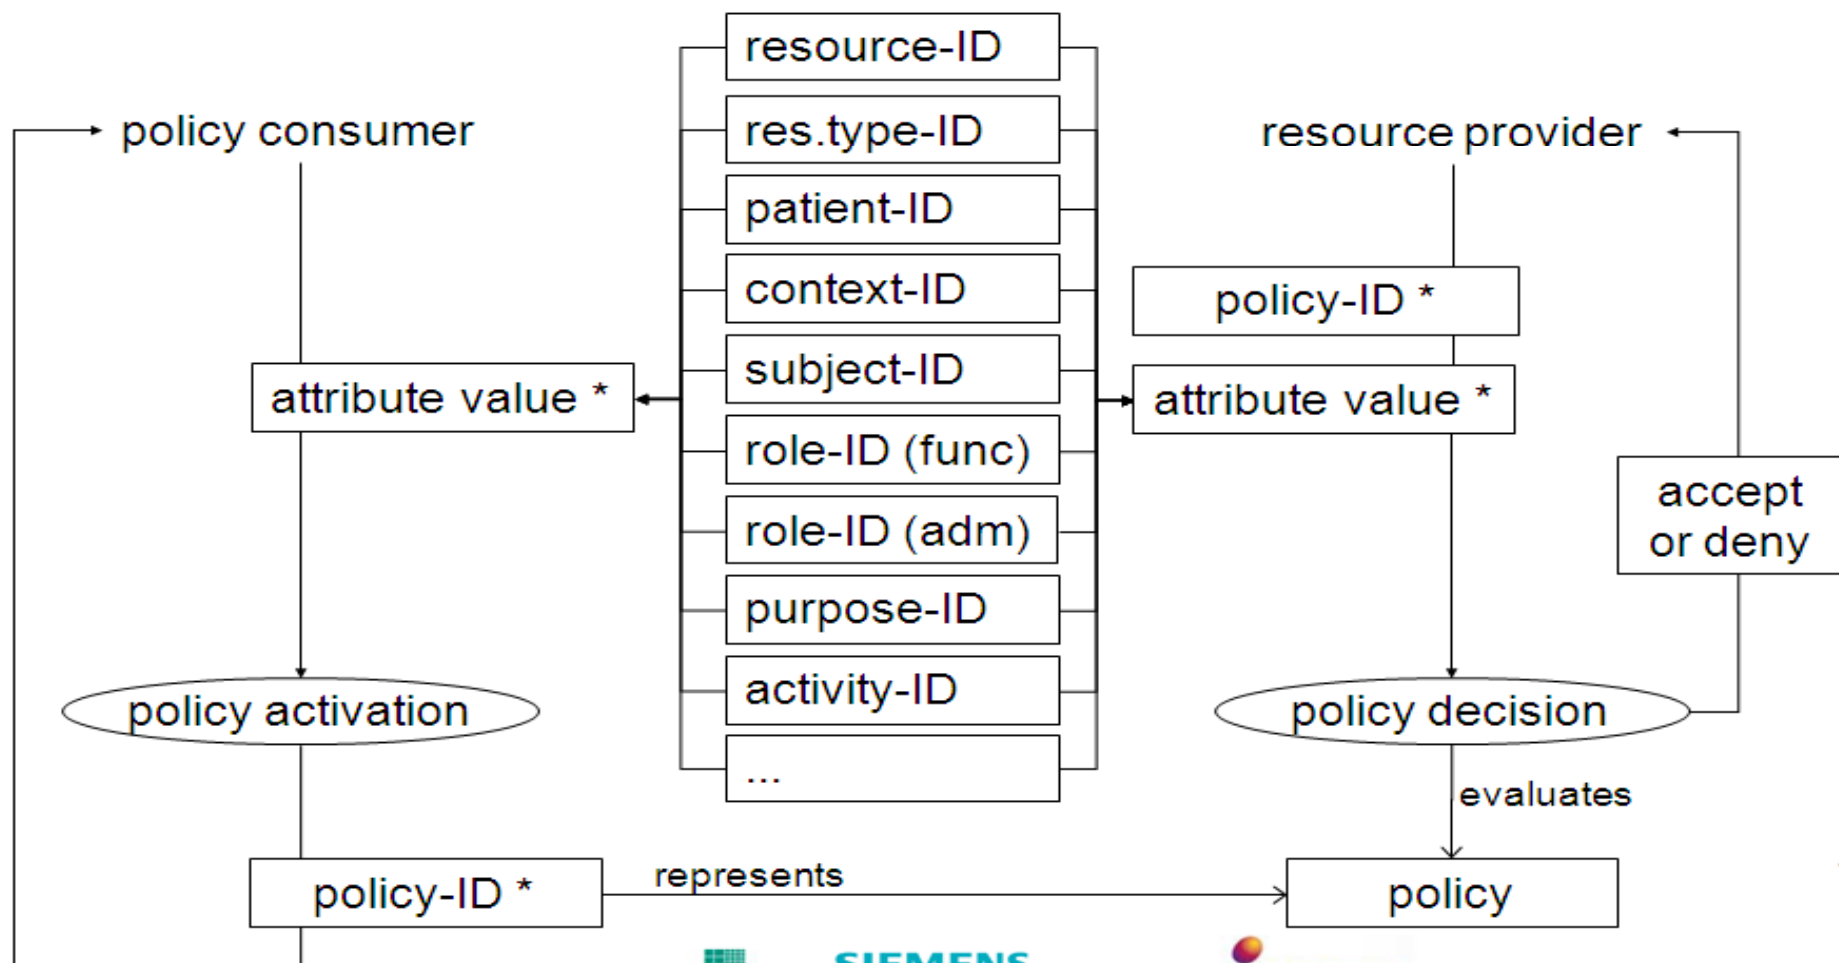 resource-ID
policy consumer
res.type-ID
resource provider
patient-ID
context-ID
policy-ID *
subject-ID
attribute value *
attribute value *
role-ID (func)
role-ID (adm)
accept
or deny
purpose-ID
activity-ID
policy activation
policy decision
...
evaluates
policy-ID *
represents
policy
SIEMENS